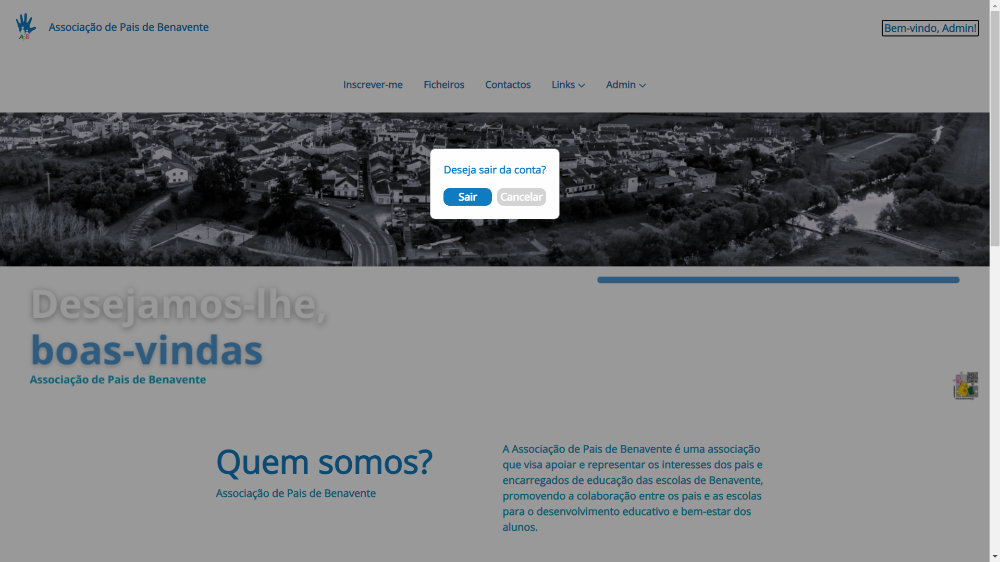 Associação de Pais de Benavente
Bem-vindo, Admin!
Inscrever-me Ficheiros Contactos Links Admin
Deseja sair da conta?
Sair Cancelar
Desejamos-lhe,
boas-vindas
Associação de Pais de Benavente
Quem somos?
Associação de Pais de Benavente
A Associação de Pais de Benavente é uma associação
que visa apoiar e representar os interesses dos pais e
encarregados de educação das escolas de Benavente,
promovendo a colaboração entre os pais e as escolas
para o desenvolvimento educativo e bem-estar dos
alunos.